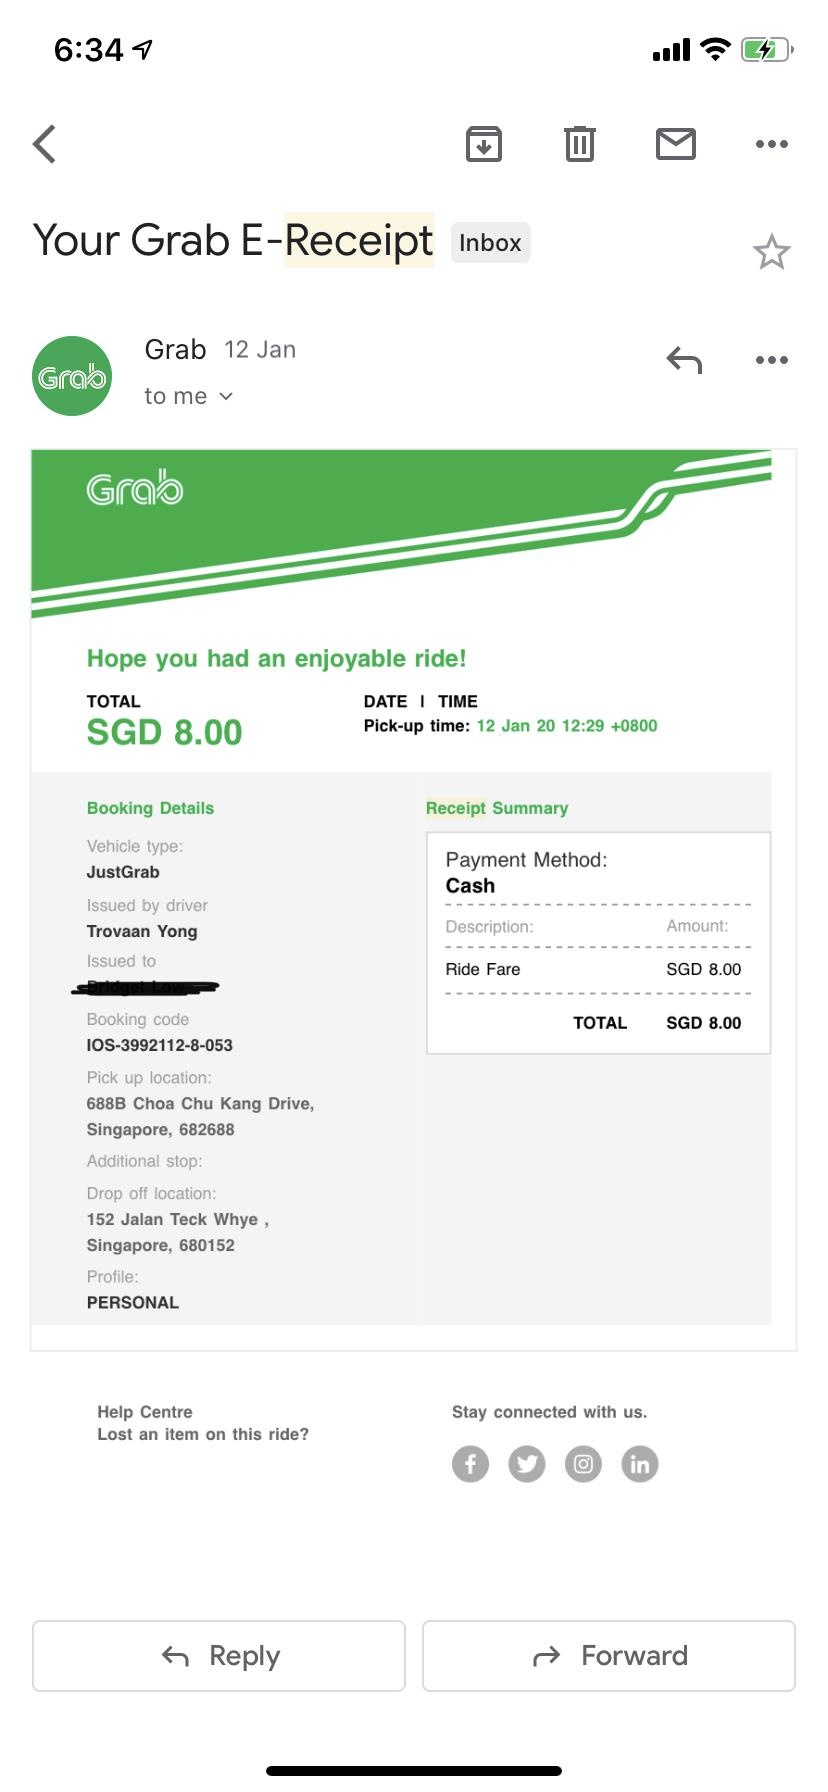 6:34
Your Grab E-Receipt Inbox
Grab 12 Jan
to me
Grab
Grab
Hope you had an enjoyable ride!
TOTAL
SGD 8.00
DATE | TIME
Pick-up time: 12 Jan 20 12:29 +0800
Booking Details
Vehicle type:
JustGrab
Issued by driver
Trovaan Yong
Issued to
Booking code
IOS-3992112-8-053
Pick up location:
688B Choa Chu Kang Drive,
Singapore, 682688
Additional stop:
Drop off location:
152 Jalan Teck Whye ,
Singapore, 680152
Profile:
PERSONAL
Receipt Summary
Payment Method:
Cash
Description: Amount:
Ride Fare SGD 8.00
TOTAL SGD 8.00
Help Centre
Lost an item on this ride?
Stay connected with us.
Reply
Forward